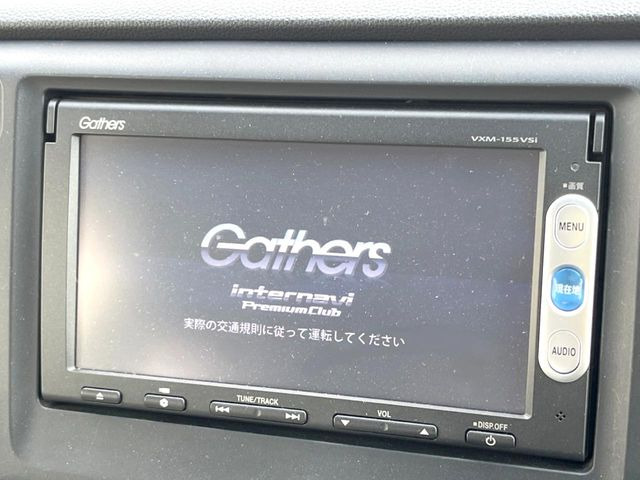 Gathers
VXM-155VSi
■画質
MENU
現在地
AUDIO
Gathers
internavi
Premium Club
実際の交通規則に従って運転してください
TUNE/TRACK
VOL
■DISP.OFF